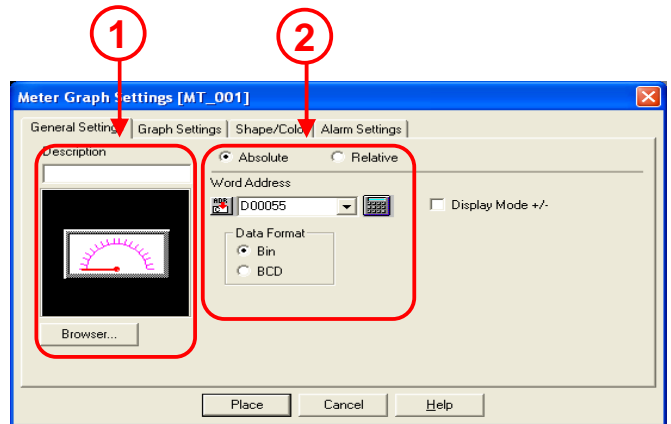 1 2
Meter Graph Settings [MT_001]
General Settings Graph Settings Shape/Color Alarm Settings
Description
Absolute Relative
Word Address
D00055
Display Mode +/-
Data Format
Bin
BCD
Browser...
Place Cancel Help